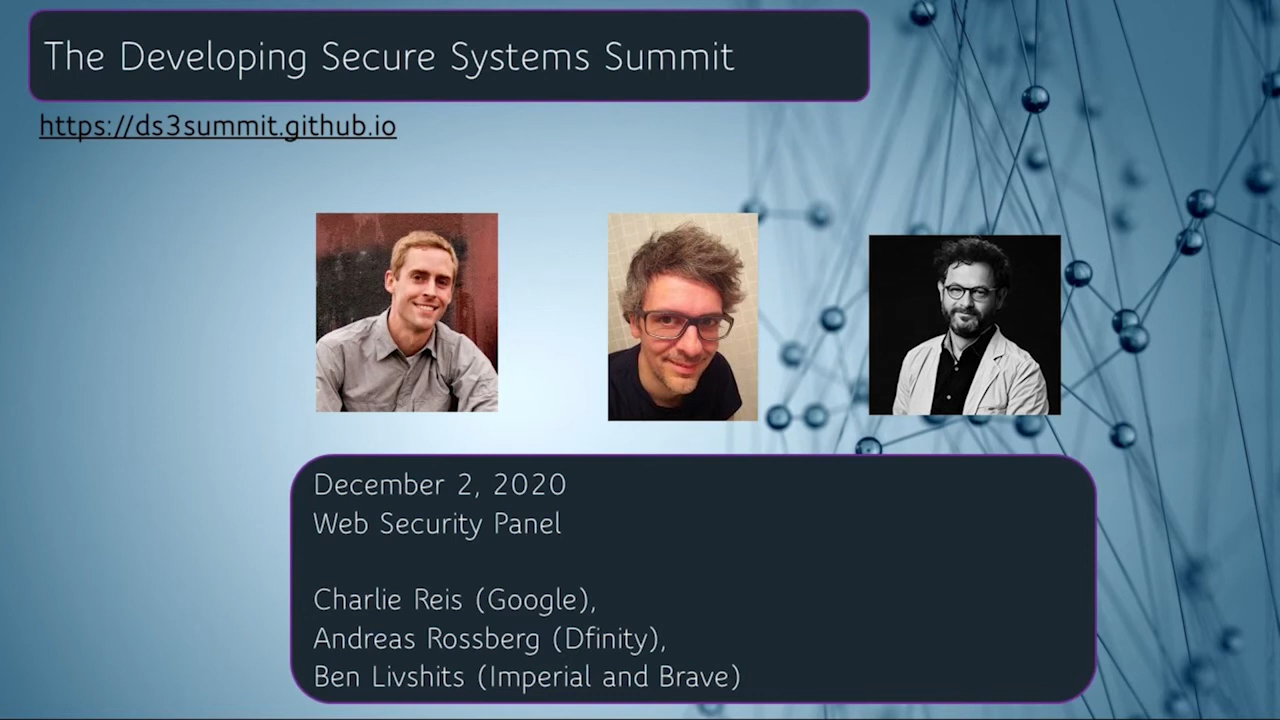 The Developing Secure Systems Summit
https://ds3summit.github.io
December 2, 2020
Web Security Panel
Charlie Reis (Google),
Andreas Rossberg (Dfinity),
Ben Livshits (Imperial and Brave)